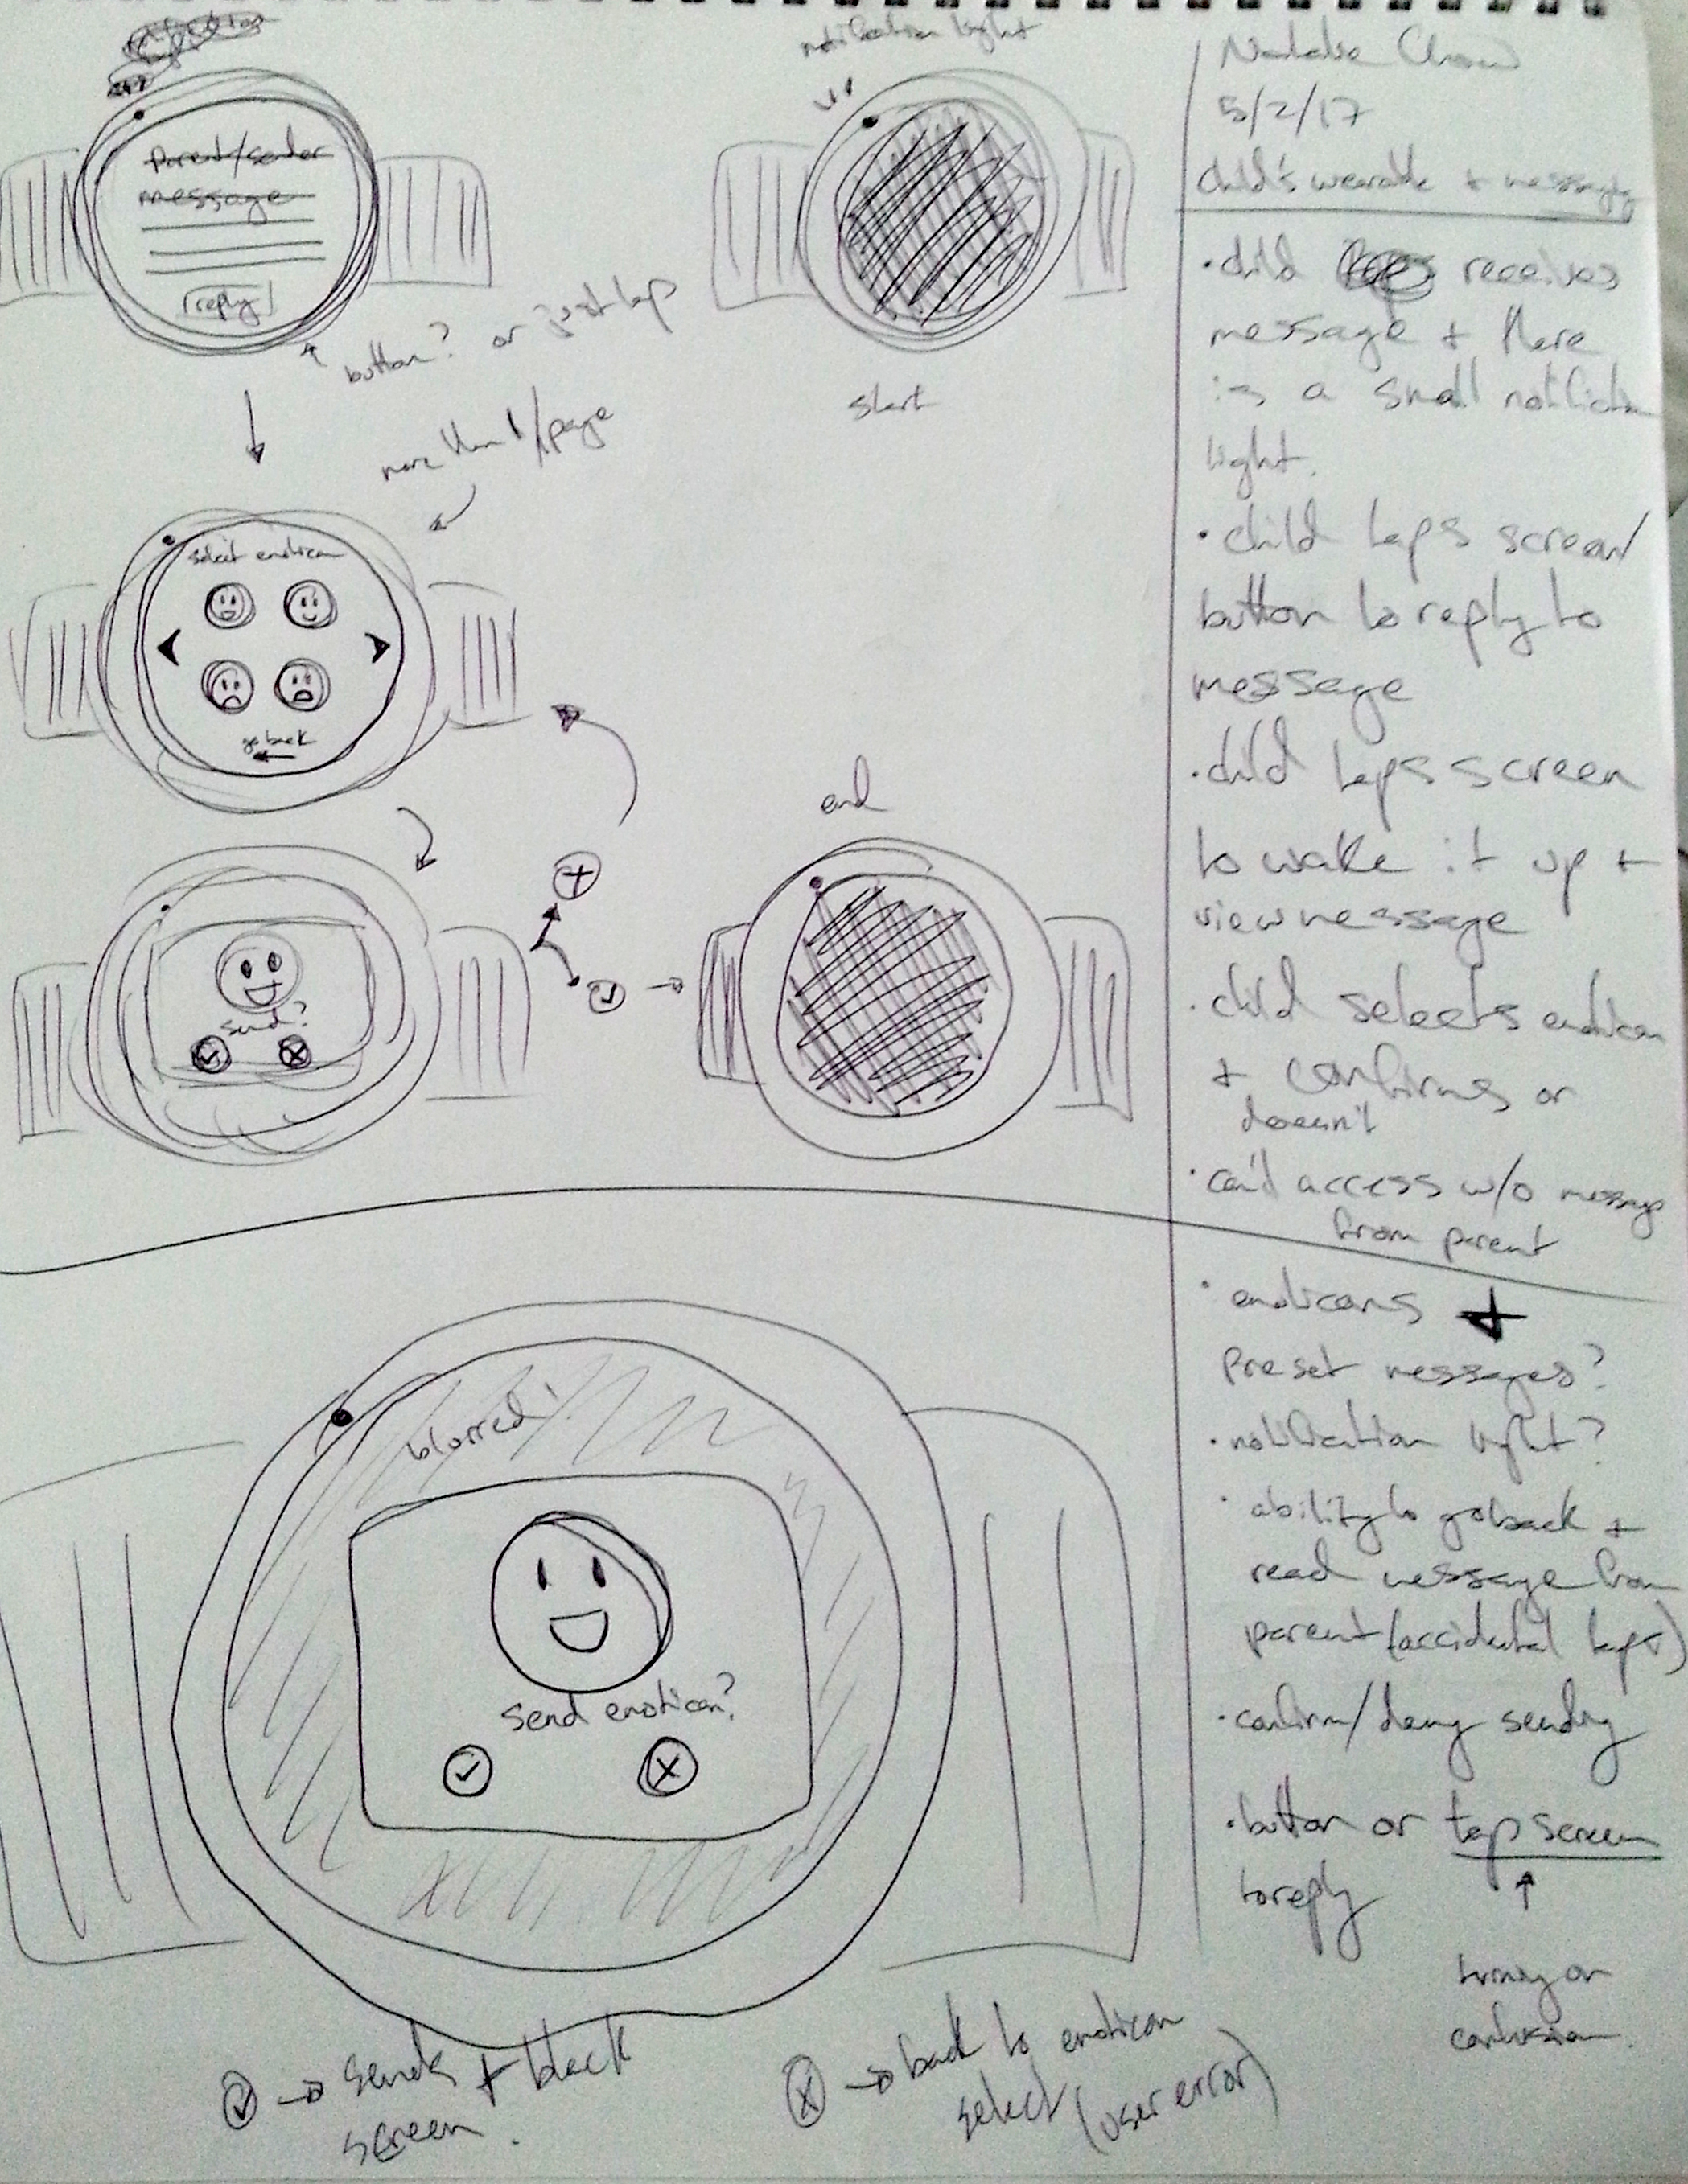 notification light
Parent/sender
message
reply
button? or just tap
start
more than 1/page
select emoticon
go back
end
send?
blurred!
send emoticon?
→ sends + black
screen.
→ back to emoticon
select (user error)
Natalie Chow
5/2/17
child's wearable + messaging
• child receives
message + there
is a small notification
light.
• child taps screen/
button to reply to
message
• child taps screen
to wake it up +
view message
• child selects emoticon
+ confirms or
doesn't
• can't access w/o message
from parent
• emoticons +
preset messages?
• notification light?
• ability to go back +
read message from
parent (accidental taps)
• confirm/deny sending
• button or tap screen
to reply
confusion.